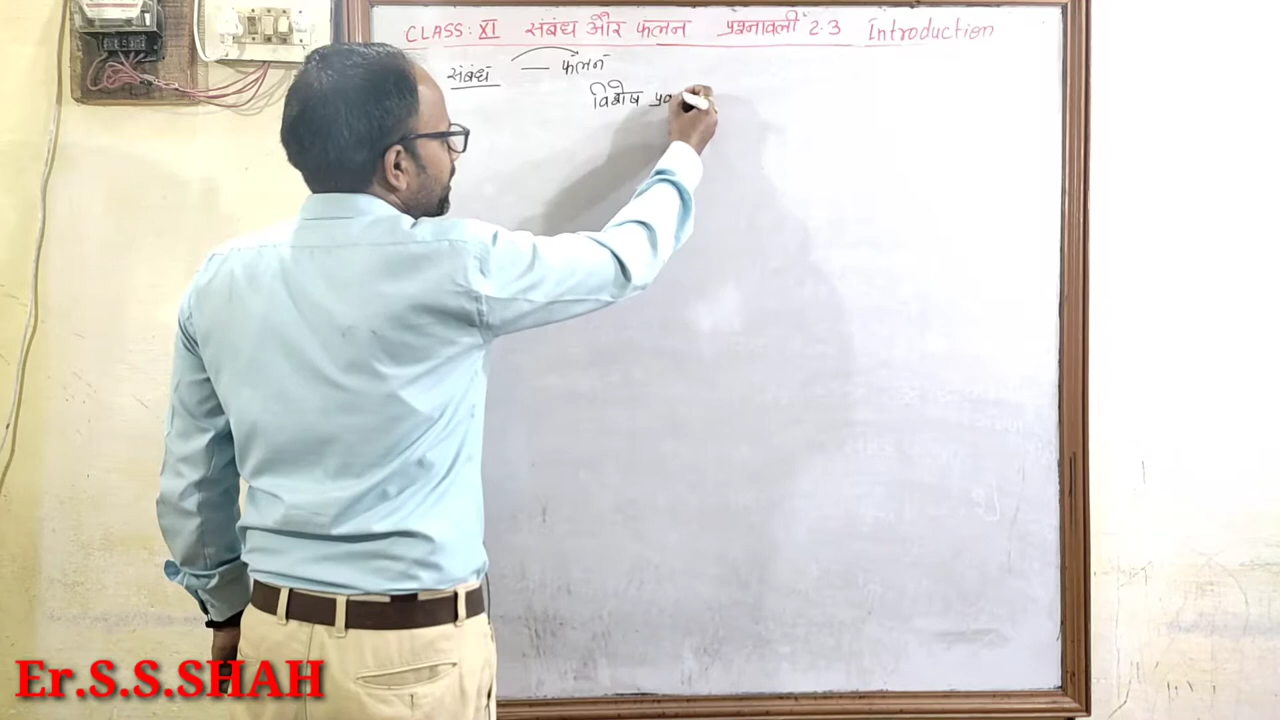 CLASS: XI संबंध और फलन प्रश्नावली 2.3 Introduction
संबंध — फलन
विशेष
Er.S.S.SHAH